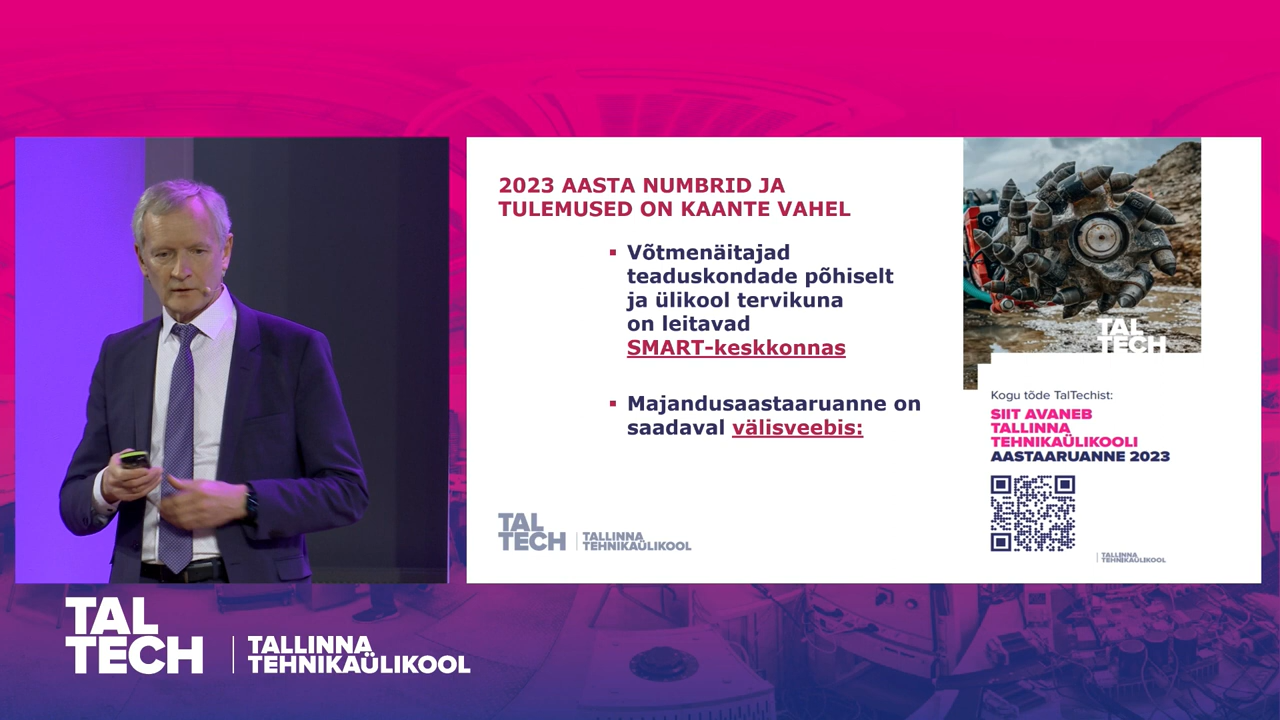 2023 AASTA NUMBRID JA
TULEMUSED ON KAANTE VAHEL
▪ Võtmenäitajad
teaduskondade põhiselt
ja ülikool tervikuna
on leitavad
SMART-keskkonnas
▪ Majandusaastaaruanne on
saadaval välisveebis:
TAL
TECH
TALLINNA
TEHNIKAÜLIKOOL
TAL
TECH
Kogu tõde TalTechist:
SIIT AVANEB
TALLINNA
TEHNIKAÜLIKOOLI
AASTAARUANNE 2023
TALLINNA
TEHNIKAÜLIKOOL
TAL
TECH
TALLINNA
TEHNIKAÜLIKOOL